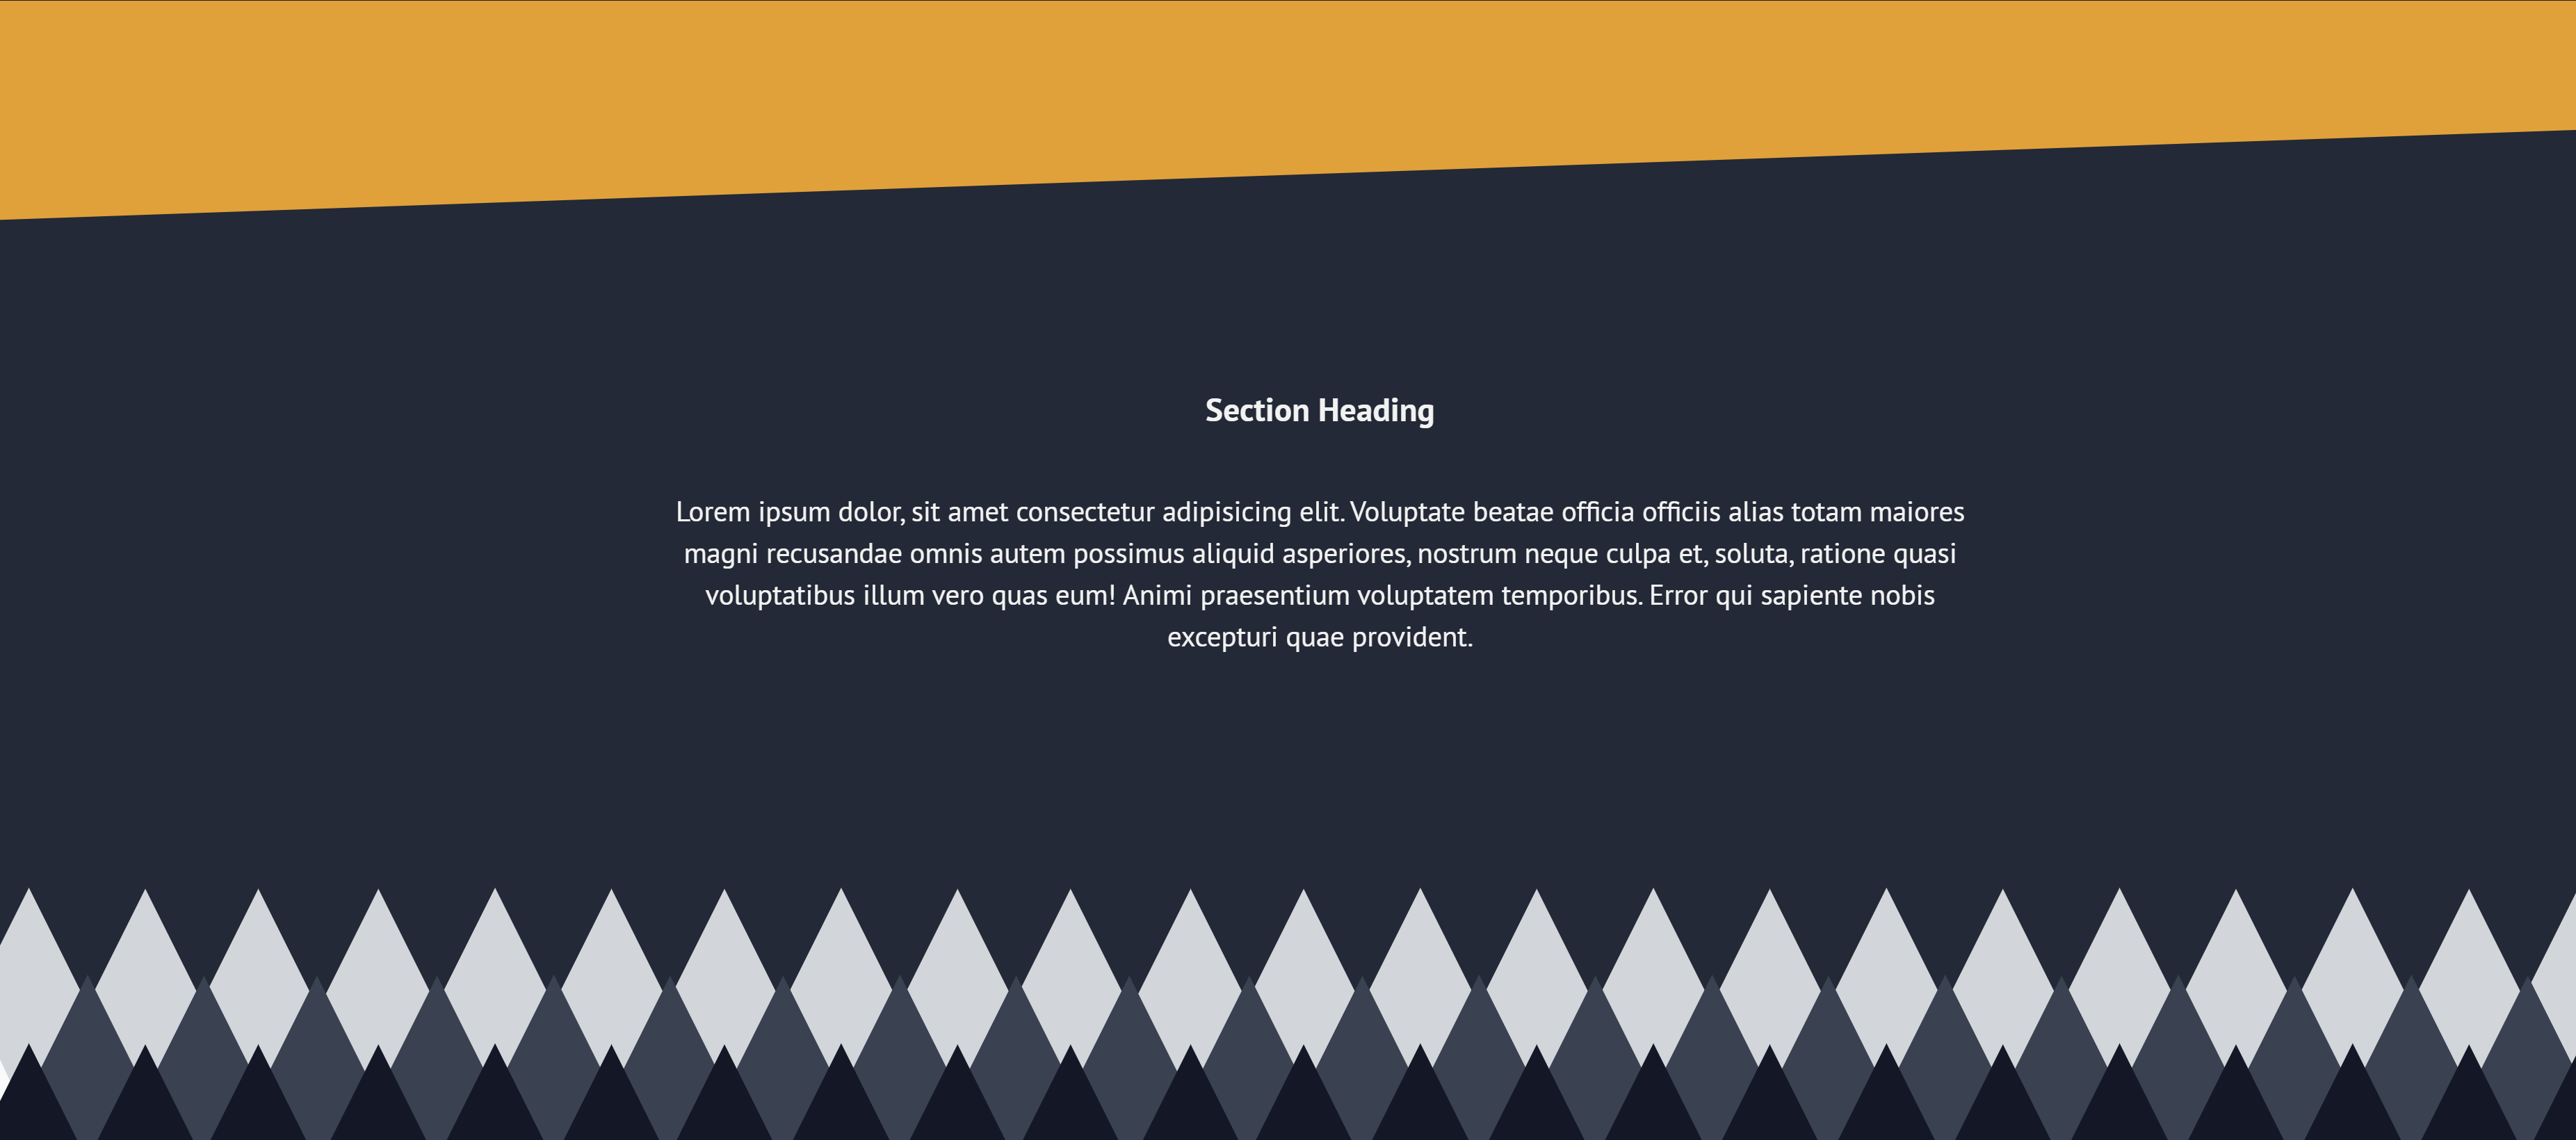 Section Heading
Lorem ipsum dolor, sit amet consectetur adipisicing elit. Voluptate beatae officia officiis alias totam maiores
magni recusandae omnis autem possimus aliquid asperiores, nostrum neque culpa et, soluta, ratione quasi
voluptatibus illum vero quas eum! Animi praesentium voluptatem temporibus. Error qui sapiente nobis
excepturi quae provident.